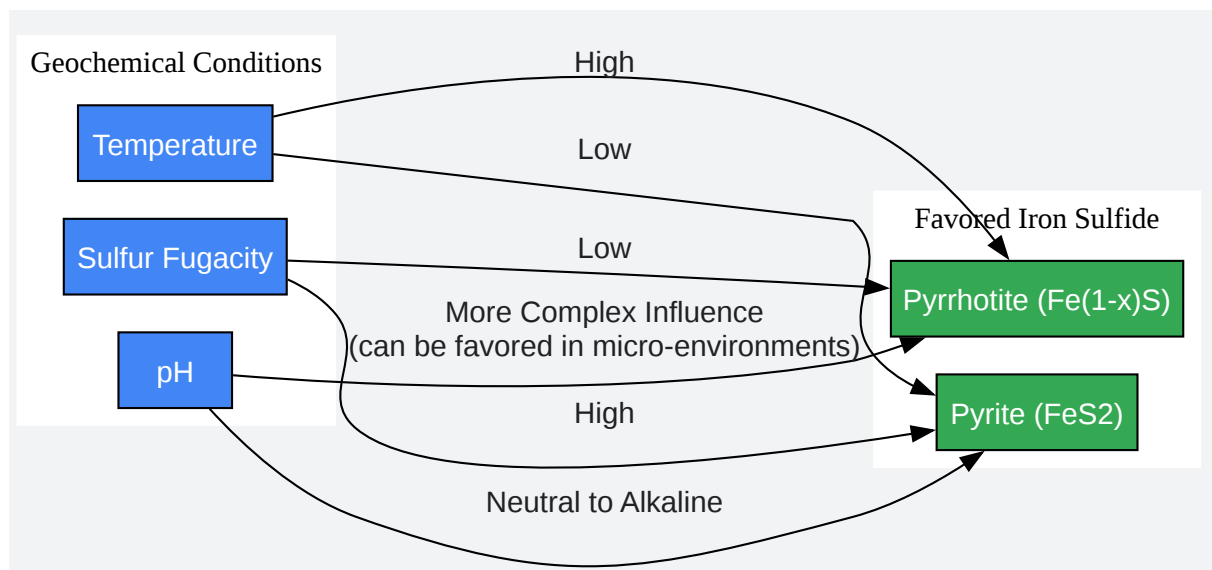 Geochemical Conditions
Temperature
Sulfur Fugacity
pH
High
Low
Low
More Complex Influence
(can be favored in micro-environments)
High
Neutral to Alkaline
Favored Iron Sulfide
Pyrrhotite (Fe(1-x)S)
Pyrite (FeS2)